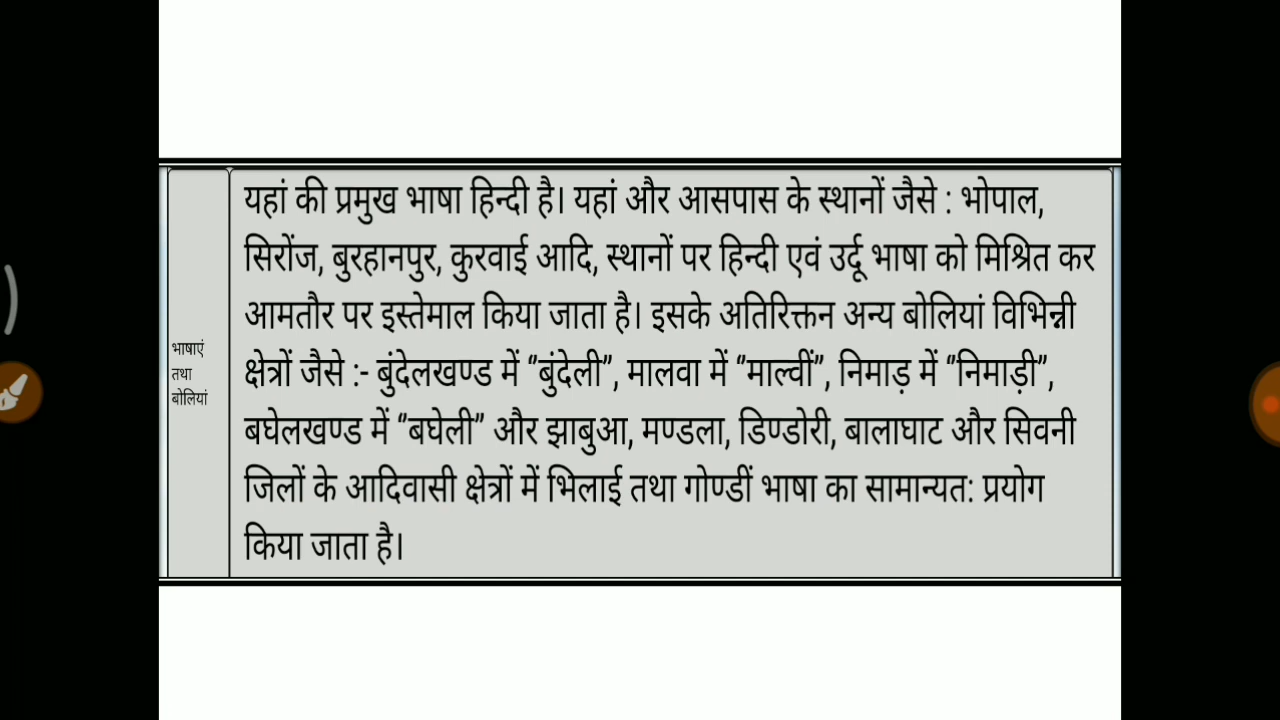 भाषाएं
तथा
बोलियां
यहां की प्रमुख भाषा हिन्दी है। यहां और आसपास के स्थानों जैसे : भोपाल,
सिरोंज, बुरहानपुर, कुरवाई आदि, स्थानों पर हिन्दी एवं उर्दू भाषा को मिश्रित कर
आमतौर पर इस्तेमाल किया जाता है। इसके अतिरिक्तन अन्य बोलियां विभिन्नी
क्षेत्रों जैसे :- बुंदेलखण्ड में “बुंदेली”, मालवा में “माल्वीं”, निमाड़ में “निमाड़ी”,
बघेलखण्ड में “बघेली” और झाबुआ, मण्डला, डिण्डोरी, बालाघाट और सिवनी
जिलों के आदिवासी क्षेत्रों में भिलाई तथा गोण्डीं भाषा का सामान्यत: प्रयोग
किया जाता है।